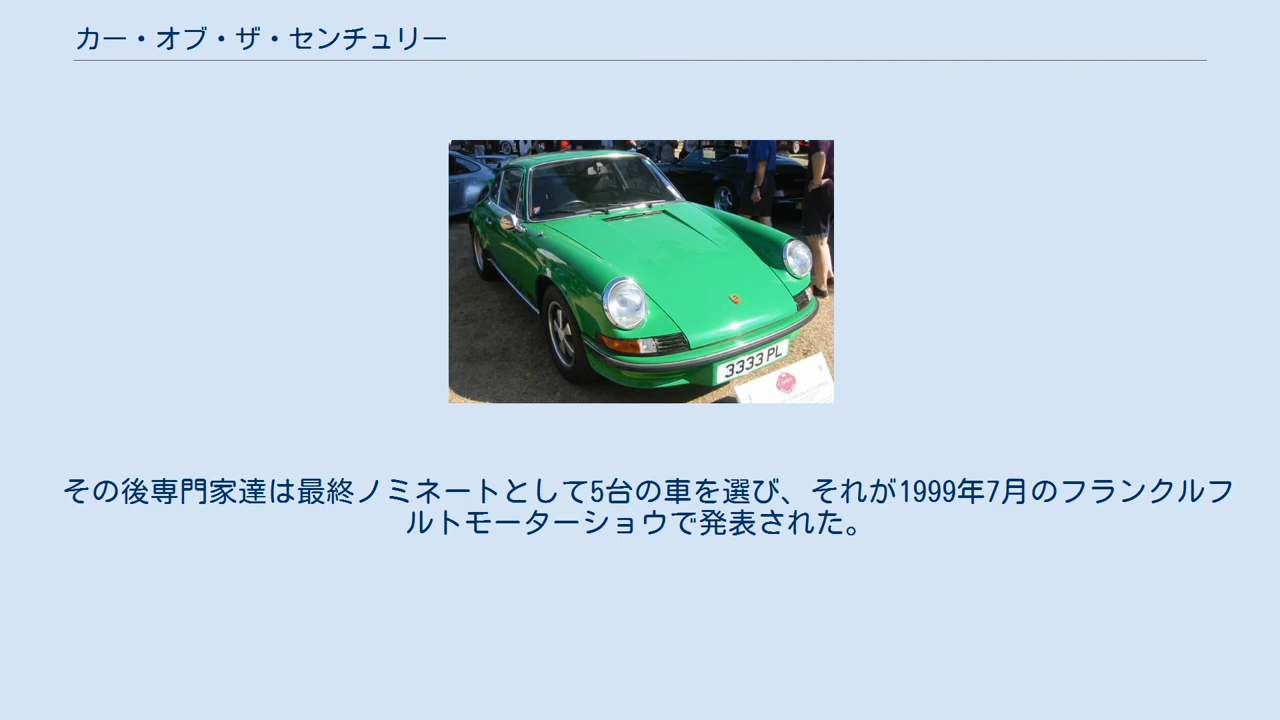 カー・オブ・ザ・センチュリー
3333 PL
その後専門家達は最終ノミネートとして5台の車を選び、それが1999年7月のフランクルフ
ルトモーターショウで発表された。